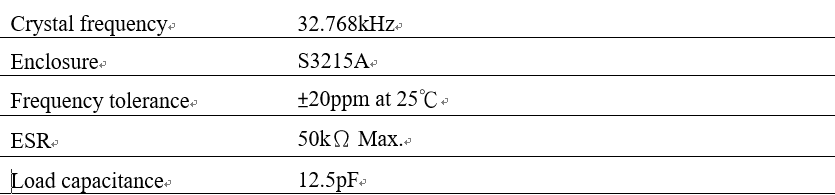 Crystal frequency 32.768kHz
Enclosure S3215A
Frequency tolerance ±20ppm at 25℃
ESR 50kΩ Max.
Load capacitance 12.5pF